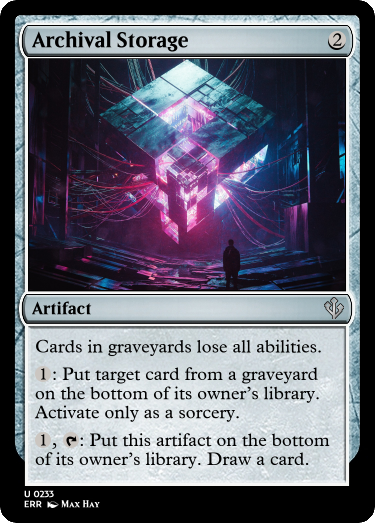 Archival Storage 2
Artifact
Cards in graveyards lose all abilities.
1: Put target card from a graveyard
on the bottom of its owner's library.
Activate only as a sorcery.
1, : Put this artifact on the bottom
of its owner's library. Draw a card.
U 0233
ERR Max Hay